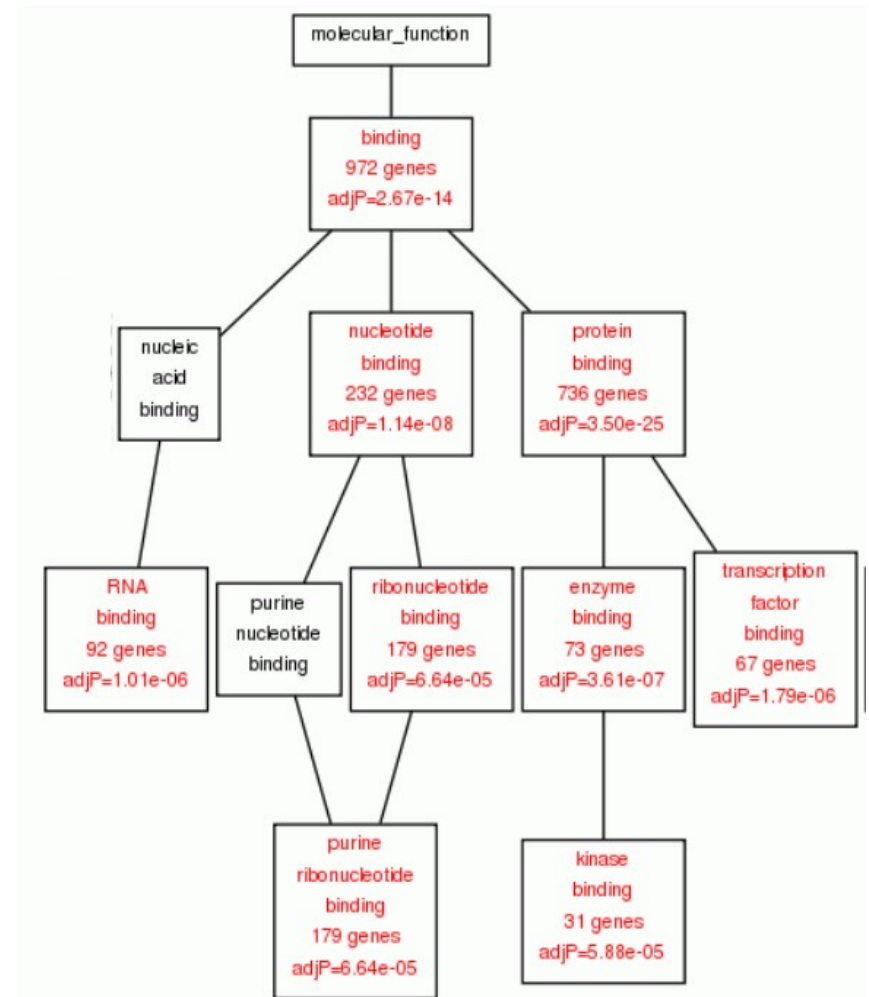 molecular_function
binding
972 genes
adjP=2.67e-14
nucleic
acid
binding
nucleotide
binding
232 genes
adjP=1.14e-08
protein
binding
736 genes
adjP=3.50e-25
RNA
binding
92 genes
adjP=1.01e-06
purine
nucleotide
binding
ribonucleotide
binding
179 genes
adjP=6.64e-05
enzyme
binding
73 genes
adjP=3.61e-07
transcription
factor
binding
67 genes
adjP=1.79e-06
purine
ribonucleotide
binding
179 genes
adjP=6.64e-05
kinase
binding
31 genes
adjP=5.88e-05